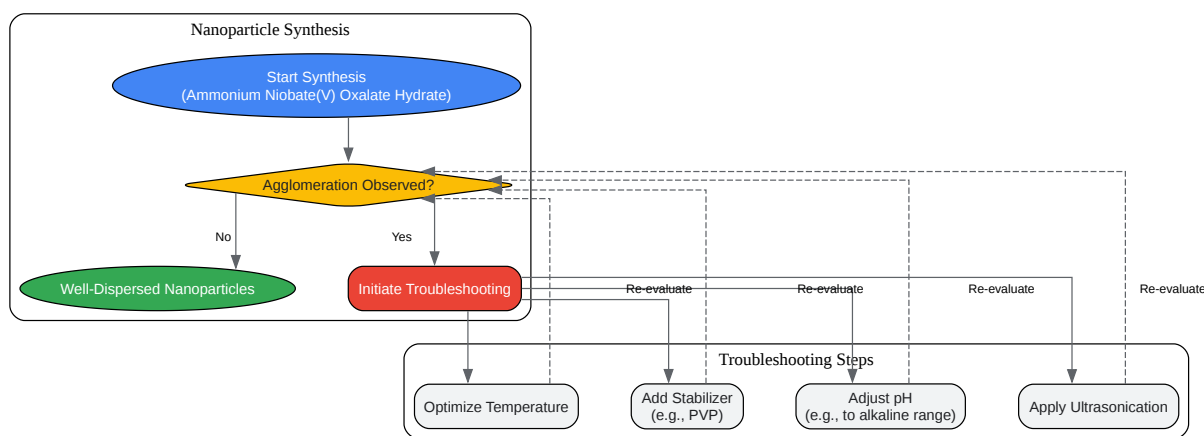 Nanoparticle Synthesis
Start Synthesis
(Ammonium Niobate(V) Oxalate Hydrate)
Agglomeration Observed?
No
Yes
Well-Dispersed Nanoparticles
Initiate Troubleshooting
Re-evaluate
Re-evaluate
Re-evaluate
Re-evaluate
Troubleshooting Steps
Optimize Temperature
Add Stabilizer
(e.g., PVP)
Adjust pH
(e.g., to alkaline range)
Apply Ultrasonication